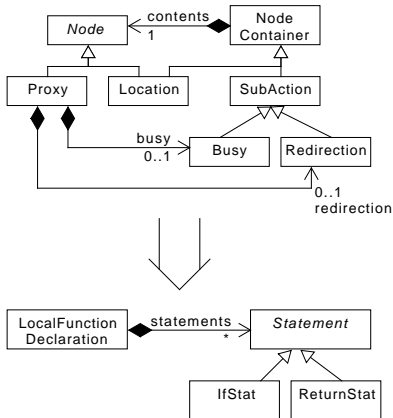 Node
contents
1
Node
Container
Proxy
Location
SubAction
busy
0..1
Busy
Redirection
0..1
redirection
LocalFunction
Declaration
statements
*
Statement
IfStat
ReturnStat